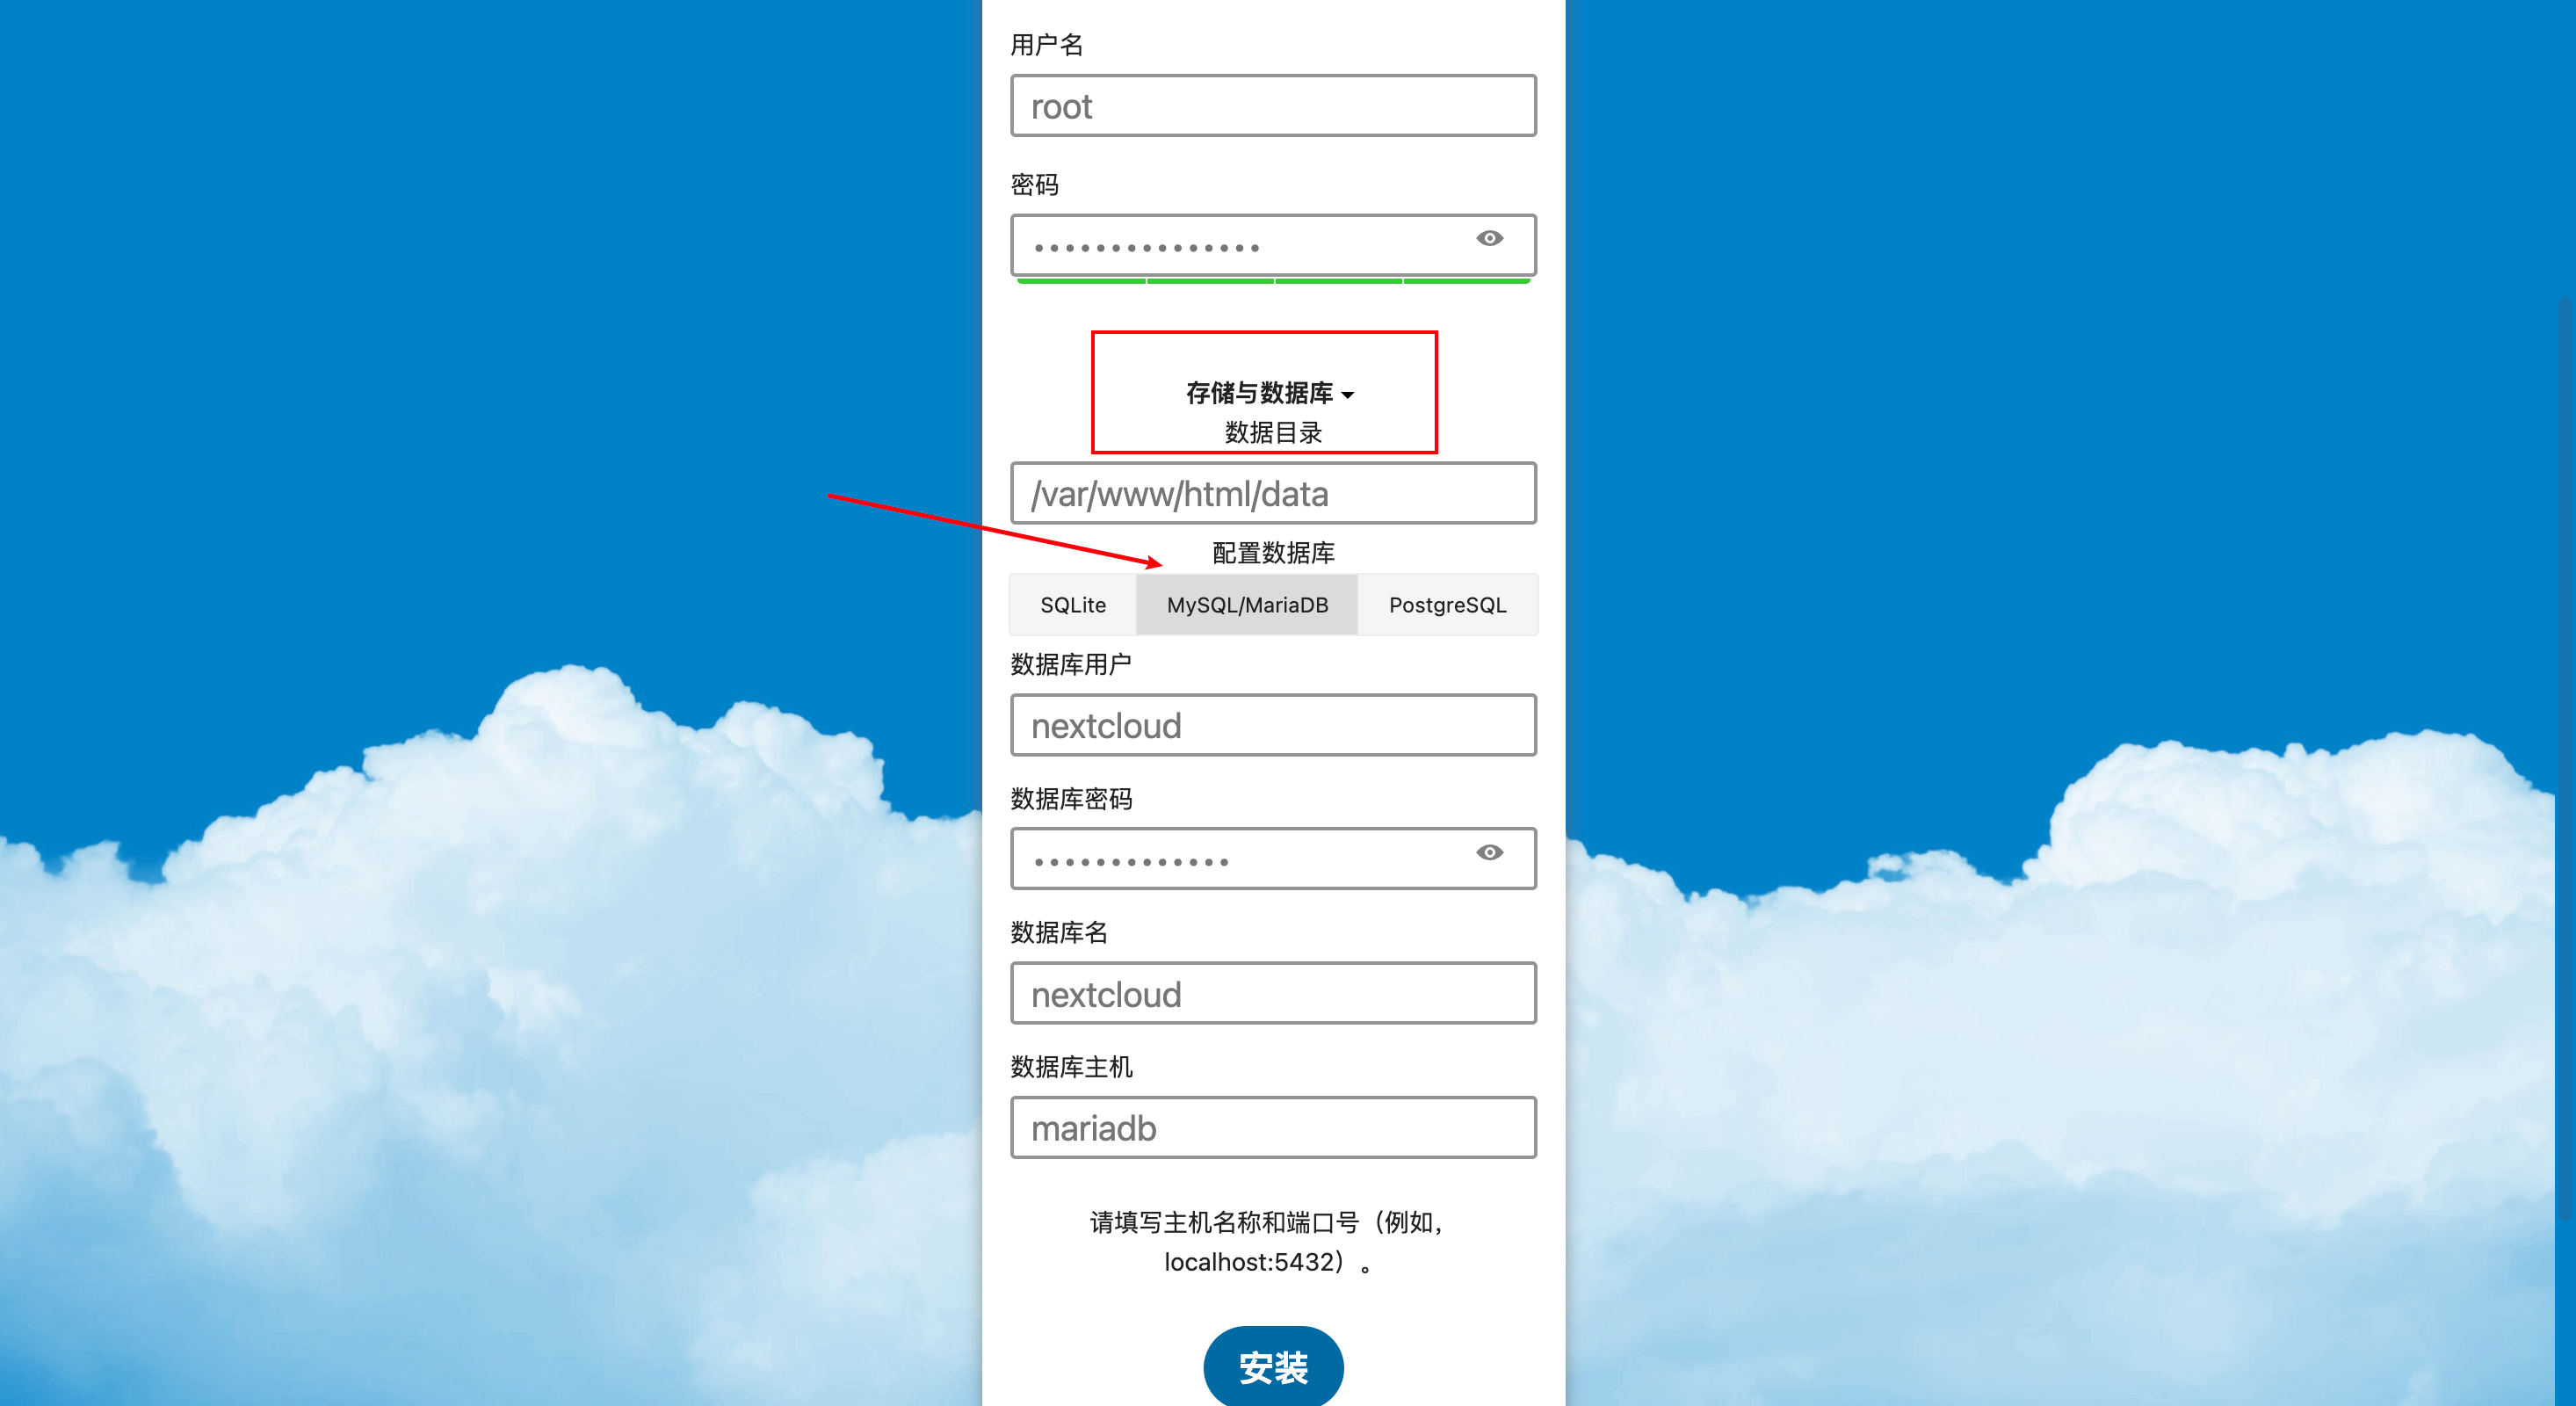 用户名
root
密码
存储与数据库
数据目录
/var/www/html/data
配置数据库
SQLite
MySQL/MariaDB
PostgreSQL
数据库用户
nextcloud
数据库密码
数据库名
nextcloud
数据库主机
mariadb
请填写主机名称和端口号（例如，
localhost:5432）。
安装